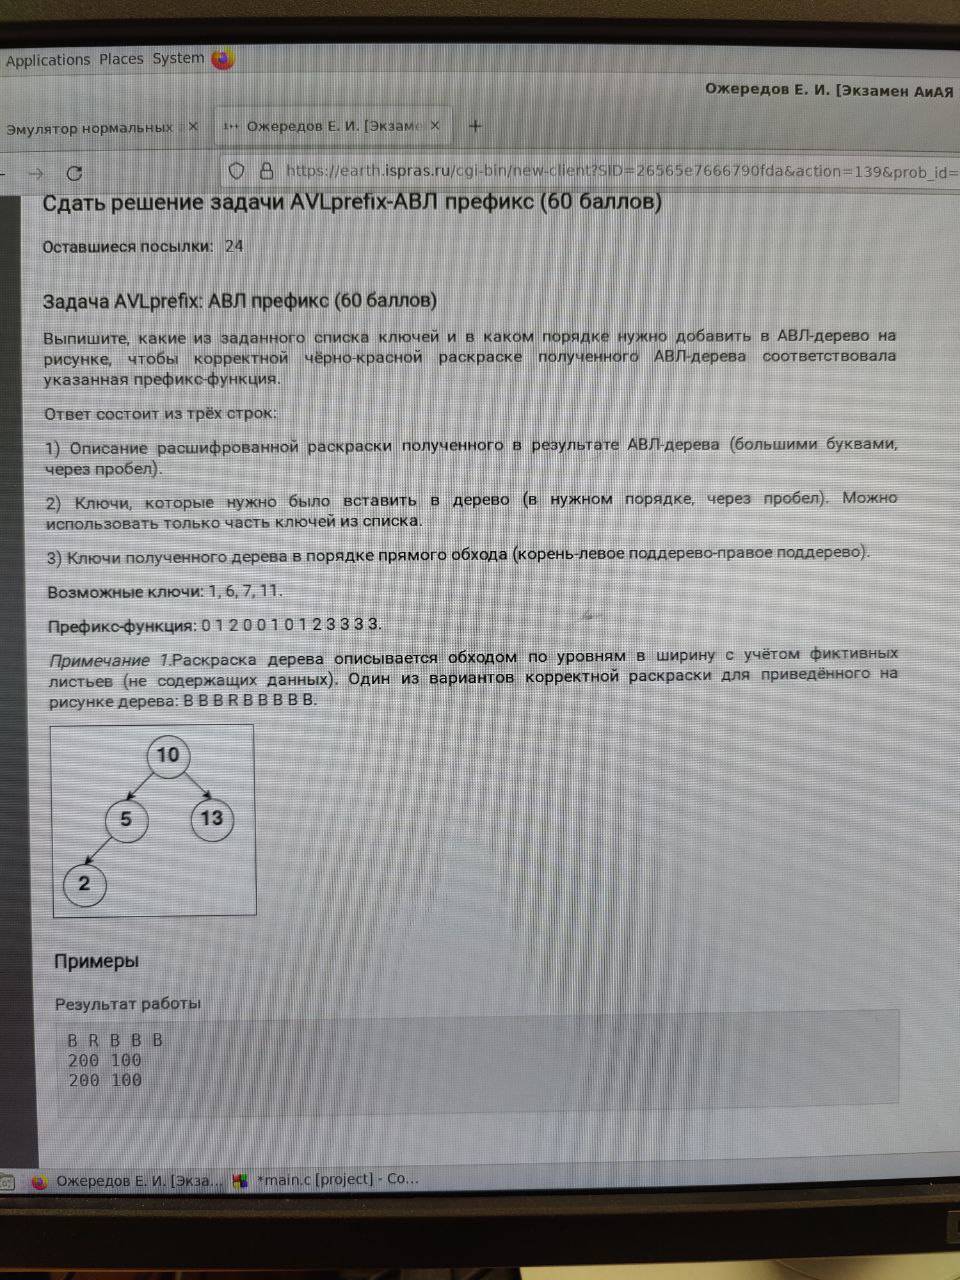 Applications Places System
Ожередов Е. И. [Экзамен АиАЯ
Эмулятор нормальных × Ожередов Е. И. [Экзаме × +
https://earth.ispras.ru/cgi-bin/new-client?SID=26565e7666790fda&action=139&prob_id=
Сдать решение задачи AVLprefix-АВЛ префикс (60 баллов)
Оставшиеся посылки: 24
Задача AVLprefix: АВЛ префикс (60 баллов)
Выпишите, какие из заданного списка ключей и в каком порядке нужно добавить в АВЛ-дерево на
рисунке, чтобы корректной чёрно-красной раскраске полученного АВЛ-дерева соответствовала
указанная префикс-функция.
Ответ состоит из трёх строк:
1) Описание расшифрованной раскраски полученного в результате АВЛ-дерева (большими буквами,
через пробел).
2) Ключи, которые нужно было вставить в дерево (в нужном порядке, через пробел). Можно
использовать только часть ключей из списка.
3) Ключи полученного дерева в порядке прямого обхода (корень-левое поддерево-правое поддерево).
Возможные ключи: 1, 6, 7, 11.
Префикс-функция: 0 1 2 0 0 1 0 1 2 3 3 3 3.
Примечание 1.Раскраска дерева описывается обходом по уровням в ширину с учётом фиктивных
листьев (не содержащих данных). Один из вариантов корректной раскраски для приведённого на
рисунке дерева: B B B R B B B B B.
10
5 13
2
Примеры
Результат работы
B R B B B
200 100
200 100
Ожередов Е. И. [Экза... *main.c [project] - Co...